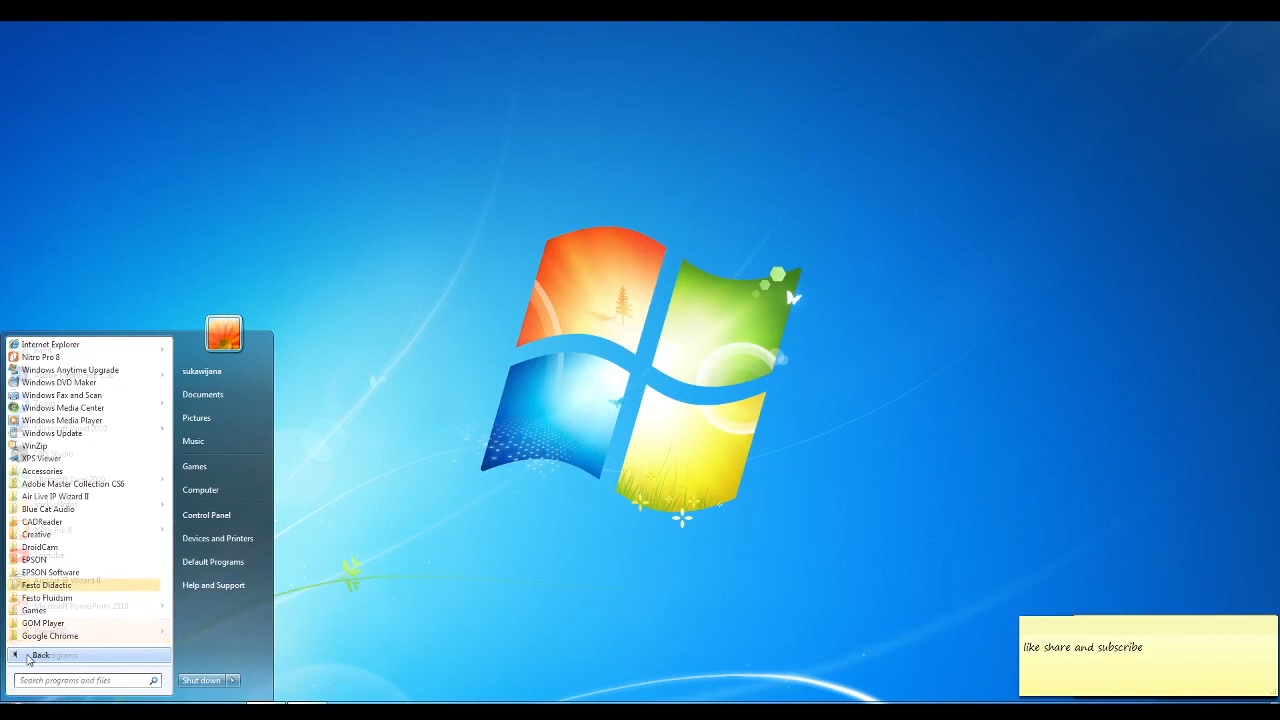 Internet Explorer
Nitro Pro 8
Windows Anytime Upgrade
Windows DVD Maker
Windows Fax and Scan
Windows Media Center
Windows Media Player
Windows Update
WinZip
XPS Viewer
Accessories
Adobe Master Collection CS6
Air Live IP Wizard II
Blue Cat Audio
CADReader
Creative
DroidCam
EPSON
EPSON Software
Festo Didactic
Festo Fluidsim
Games
Microsoft PowerPoint 2010
GOM Player
Google Chrome
Back
Search programs and files
sukawijana
Documents
Pictures
Music
Games
Computer
Control Panel
Devices and Printers
Default Programs
Help and Support
Shut down
like share and subscribe